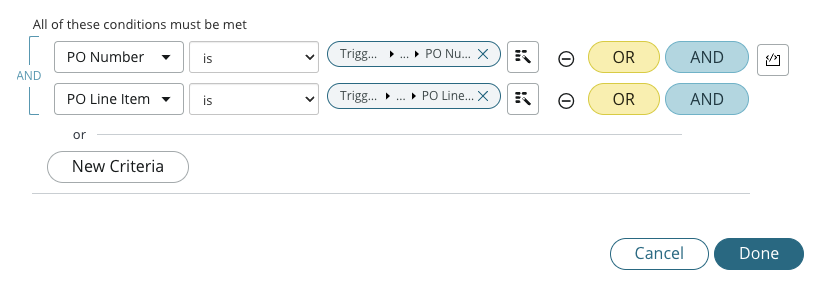 All of these conditions must be met
PO Number is Trigg... ... PO Nu... OR AND
AND
PO Line Item is Trigg... ... PO Line... OR AND
or
New Criteria
Cancel Done